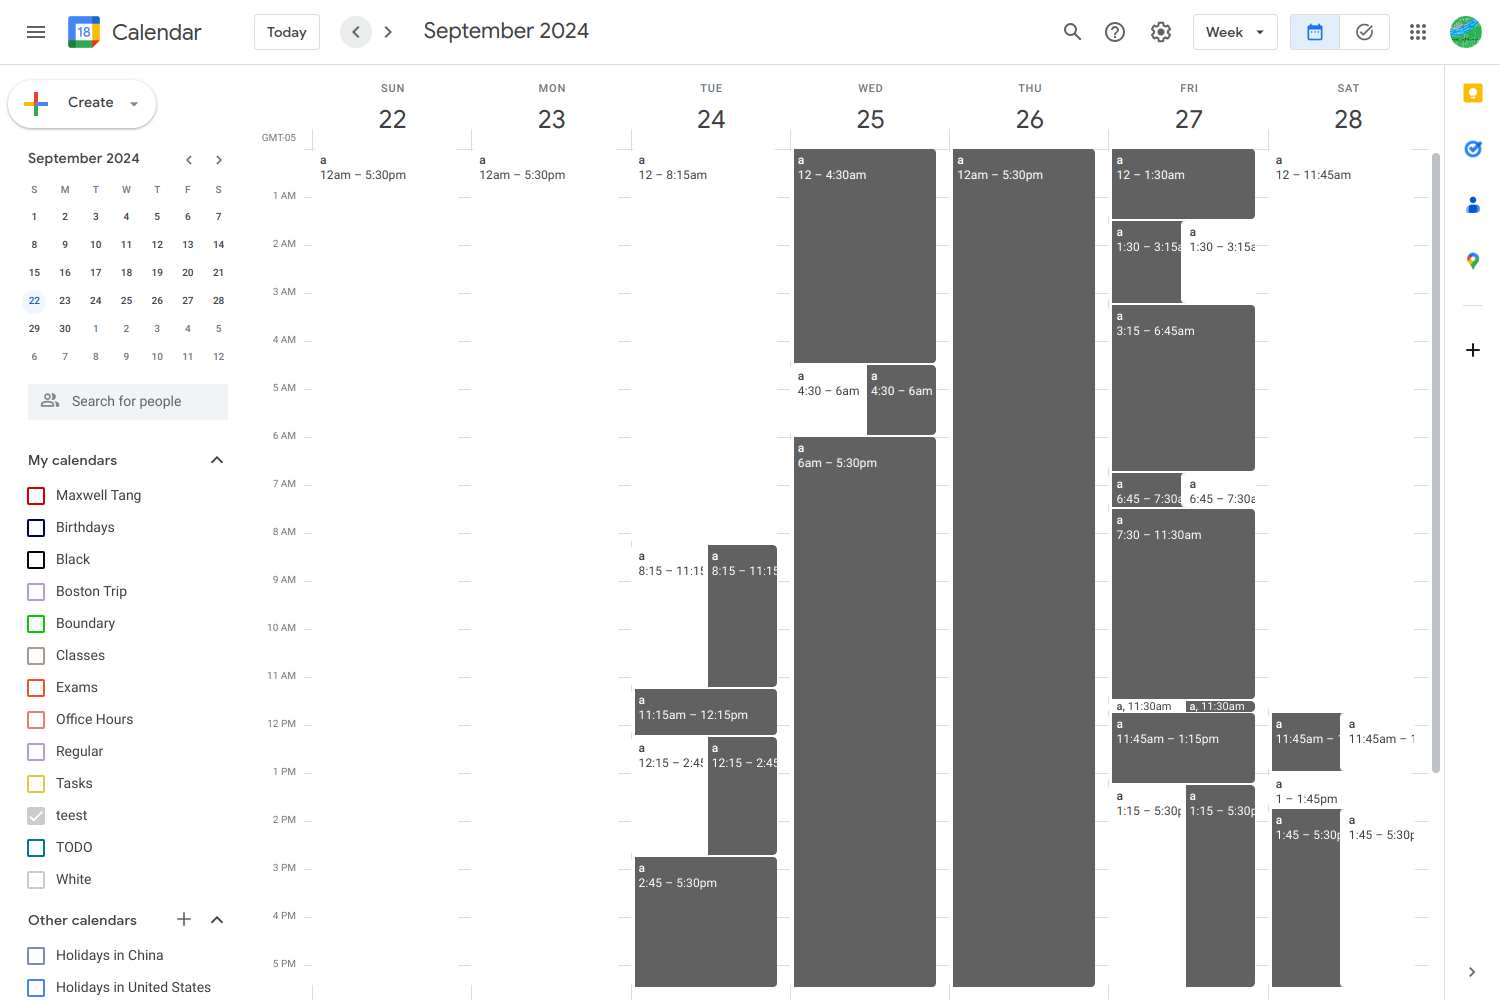 18 Calendar Today September 2024 Week
Create
SUN MON TUE WED THU FRI SAT
22 23 24 25 26 27 28
GMT-05
September 2024
S M T W T F S
1 2 3 4 5 6 7
8 9 10 11 12 13 14
15 16 17 18 19 20 21
22 23 24 25 26 27 28
29 30 1 2 3 4 5
6 7 8 9 10 11 12
Search for people
My calendars
Maxwell Tang
Birthdays
Black
Boston Trip
Boundary
Classes
Exams
Office Hours
Regular
Tasks
teest
TODO
White
Other calendars
Holidays in China
Holidays in United States
1 AM
2 AM
3 AM
4 AM
5 AM
6 AM
7 AM
8 AM
9 AM
10 AM
11 AM
12 PM
1 PM
2 PM
3 PM
4 PM
5 PM
a
12am – 5:30pm
a
12am – 5:30pm
a
12 – 8:15am
a
8:15 – 11:15
a
8:15 – 11:15
a
11:15am – 12:15pm
a
12:15 – 2:45
a
12:15 – 2:45
a
2:45 – 5:30pm
a
12 – 4:30am
a
4:30 – 6am
a
4:30 – 6am
a
6am – 5:30pm
a
12am – 5:30pm
a
12 – 1:30am
a
1:30 – 3:15a
a
1:30 – 3:15a
a
3:15 – 6:45am
a
6:45 – 7:30a
a
6:45 – 7:30a
a
7:30 – 11:30am
a, 11:30am
a, 11:30am
a
11:45am – 1:15pm
a
1:15 – 5:30p
a
1:15 – 5:30p
a
12 – 11:45am
a
11:45am – 1
a
11:45am – 1
a
1 – 1:45pm
a
1:45 – 5:30p
a
1:45 – 5:30p